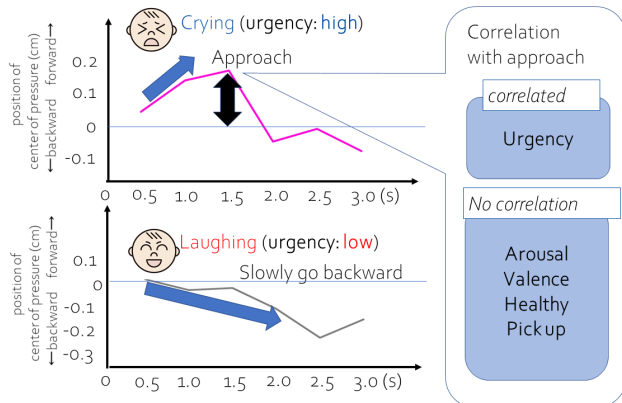 Crying (urgency: high)
Approach
position of
center of pressure (cm)
←backward forward→
0.2
0.1
0
-0.1
0 0.5 1.0 1.5 2.0 2.5 3.0 (s)
Laughing (urgency: low)
Slowly go backward
position of
center of pressure (cm)
←backward forward→
0.1
0
-0.1
-0.2
-0.3
0 0.5 1.0 1.5 2.0 2.5 3.0 (s)
Correlation
with approach
correlated
Urgency
No correlation
Arousal
Valence
Healthy
Pick up